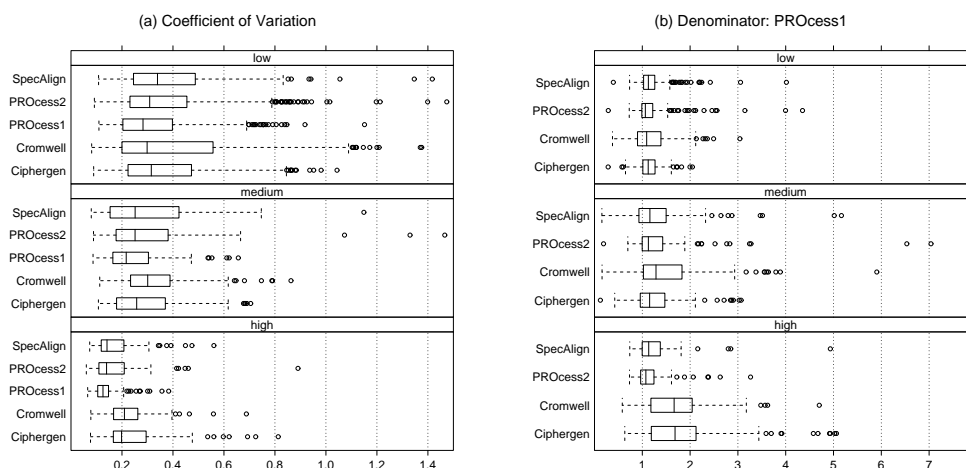 (a) Coefficient of Variation
low
SpecAlign
PROcess2
PROcess1
Cromwell
Ciphergen
medium
SpecAlign
PROcess2
PROcess1
Cromwell
Ciphergen
high
SpecAlign
PROcess2
PROcess1
Cromwell
Ciphergen
0.2 0.4 0.6 0.8 1.0 1.2 1.4
(b) Denominator: PROcess1
low
SpecAlign
PROcess2
Cromwell
Ciphergen
medium
SpecAlign
PROcess2
Cromwell
Ciphergen
high
SpecAlign
PROcess2
Cromwell
Ciphergen
1 2 3 4 5 6 7